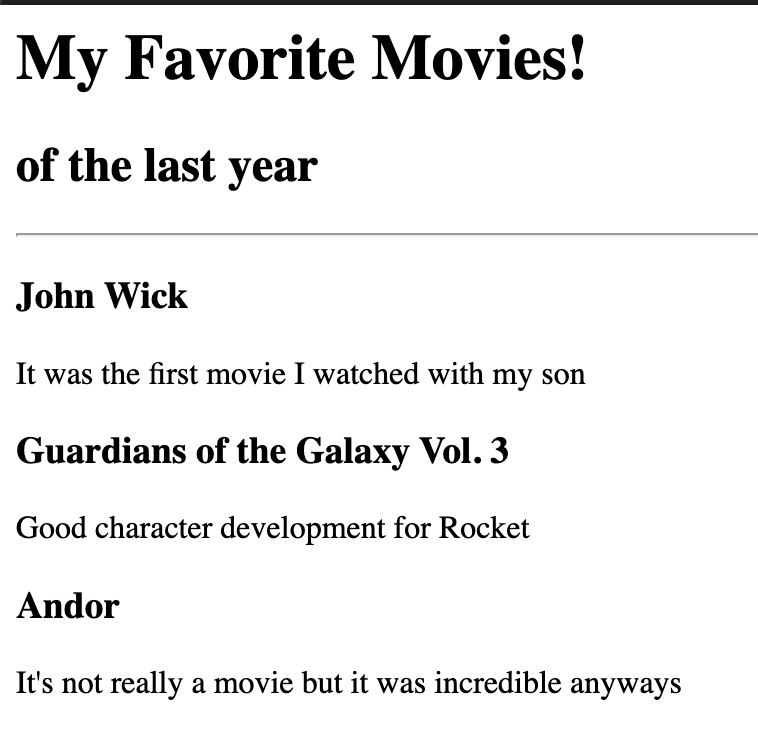 My Favorite Movies!
of the last year
John Wick
It was the first movie I watched with my son
Guardians of the Galaxy Vol. 3
Good character development for Rocket
Andor
It's not really a movie but it was incredible anyways